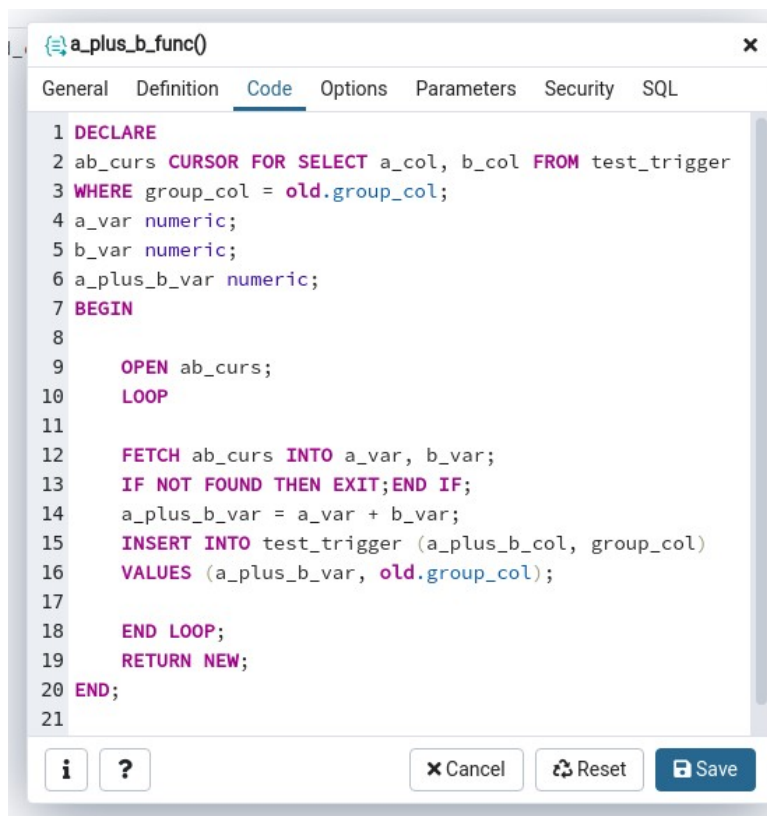 a_plus_b_func()
General Definition Code Options Parameters Security SQL
1 DECLARE
2 ab_curs CURSOR FOR SELECT a_col, b_col FROM test_trigger
3 WHERE group_col = old.group_col;
4 a_var numeric;
5 b_var numeric;
6 a_plus_b_var numeric;
7 BEGIN
8
9     OPEN ab_curs;
10     LOOP
11
12     FETCH ab_curs INTO a_var, b_var;
13     IF NOT FOUND THEN EXIT;END IF;
14     a_plus_b_var = a_var + b_var;
15     INSERT INTO test_trigger (a_plus_b_col, group_col)
16     VALUES (a_plus_b_var, old.group_col);
17
18     END LOOP;
19     RETURN NEW;
20 END;
21
i ? Cancel Reset Save